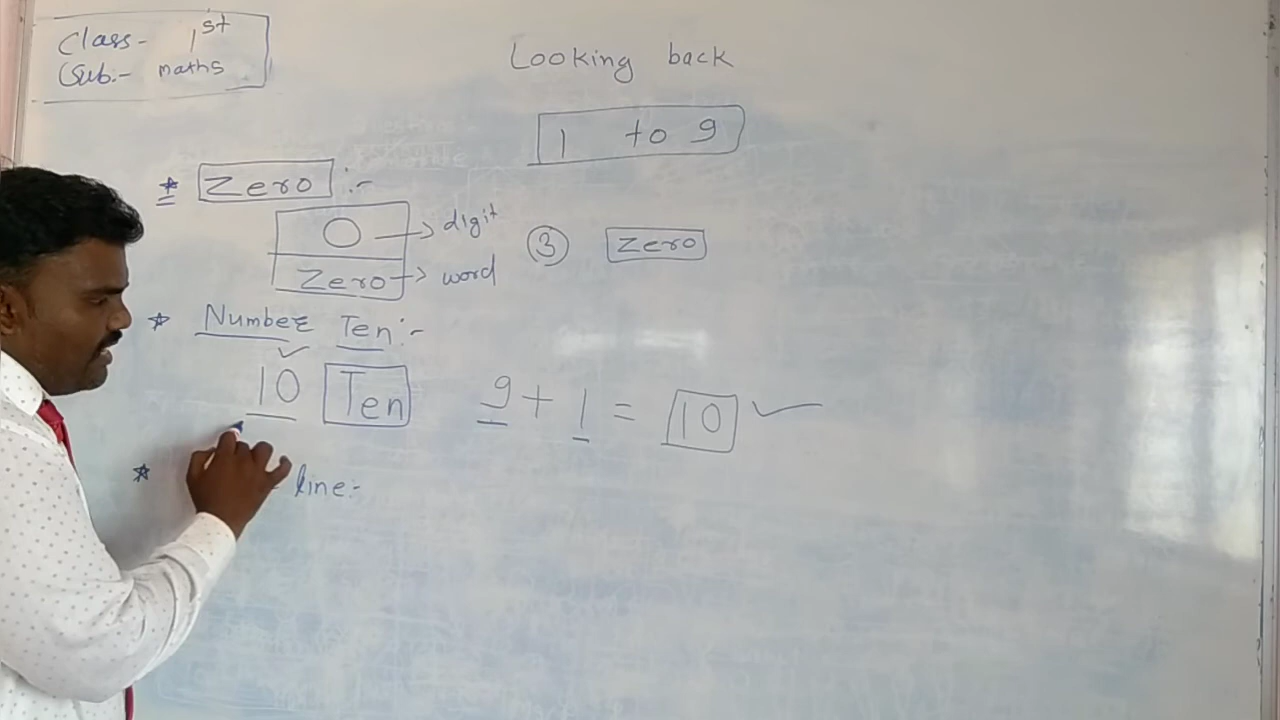 Class- 1st
Sub:- maths
Looking back
1 to 9
* Zero :-
0 → digit
Zero → word
3 Zero
* Number Ten:-
10 Ten 9 + 1 = 10 ✓
* line:-